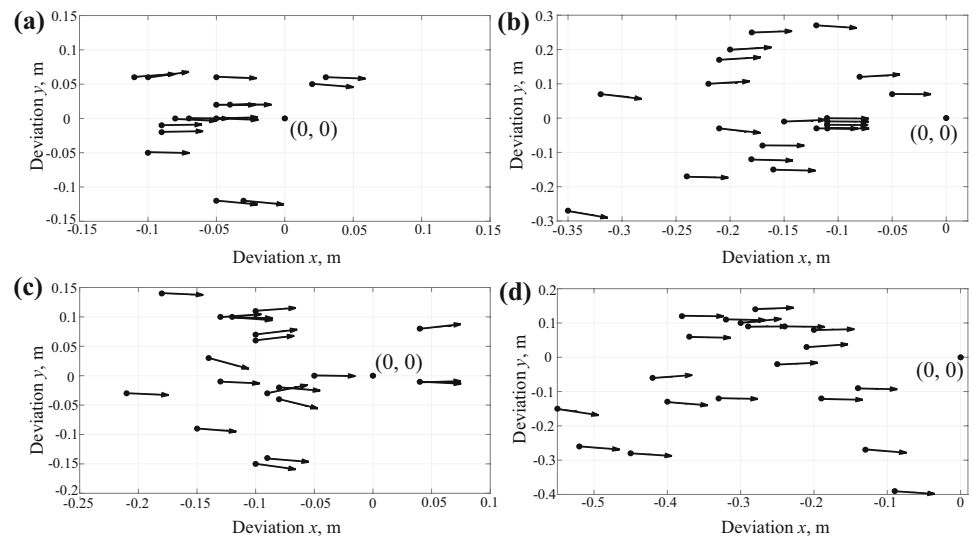 (a)
0.15
0.1
0.05
0
-0.05
-0.1
-0.15
Deviation y, m
(0, 0)
-0.15 -0.1 -0.05 0 0.05 0.1 0.15
Deviation x, m
(b)
0.3
0.2
0.1
0
-0.1
-0.2
-0.3
Deviation y, m
(0, 0)
-0.35 -0.3 -0.25 -0.2 -0.15 -0.1 -0.05 0
Deviation x, m
(c)
0.15
0.1
0.05
0
-0.05
-0.1
-0.15
-0.2
Deviation y, m
(0, 0)
-0.25 -0.2 -0.15 -0.1 -0.05 0 0.05 0.1
Deviation x, m
(d)
0.2
0.1
0
-0.1
-0.2
-0.3
-0.4
Deviation y, m
(0, 0)
-0.5 -0.4 -0.3 -0.2 -0.1 0
Deviation x, m